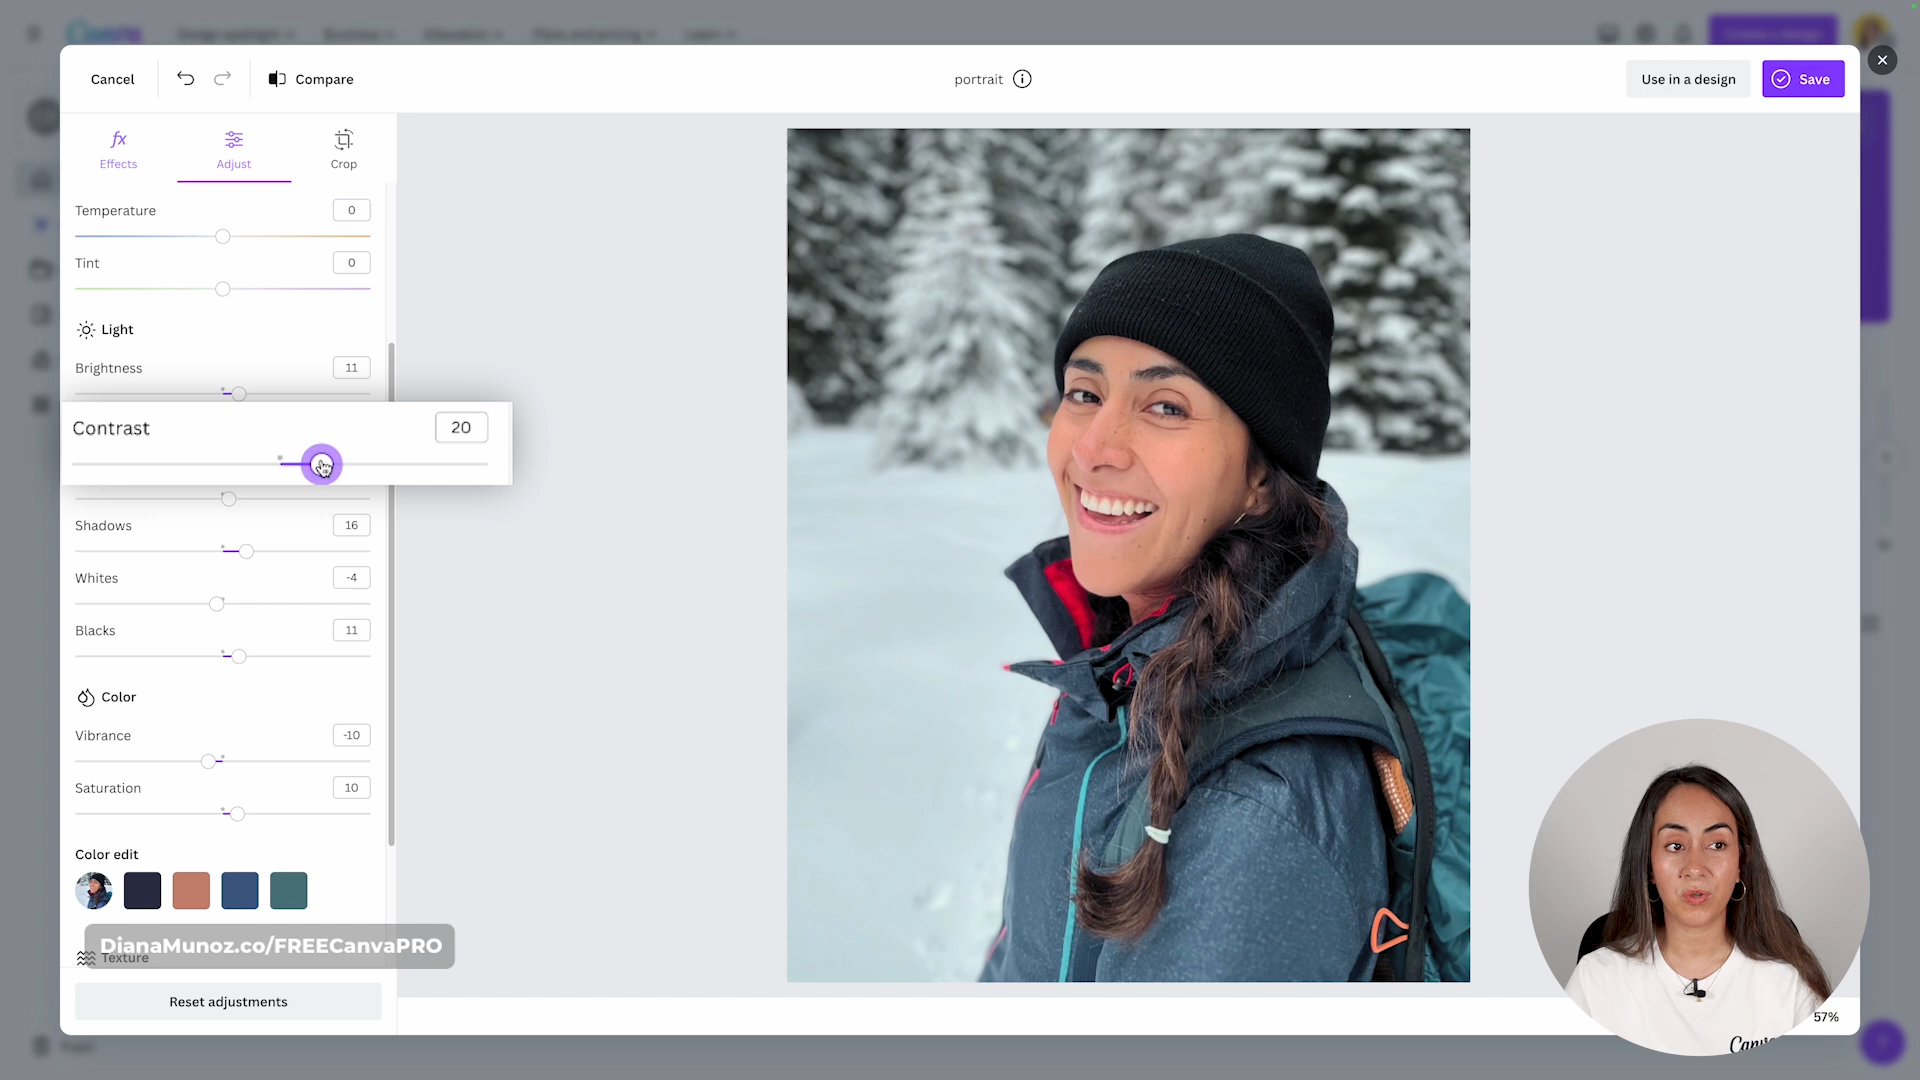 Cancel
Compare
portrait
Use in a design
Save
fx
Effects
Adjust
Crop
Temperature
0
Tint
0
Light
Brightness
11
Contrast
20
Shadows
16
Whites
-4
Blacks
11
Color
Vibrance
-10
Saturation
10
Color edit
DianaMunoz.co/FREECanvaPRO
Texture
Reset adjustments
57%